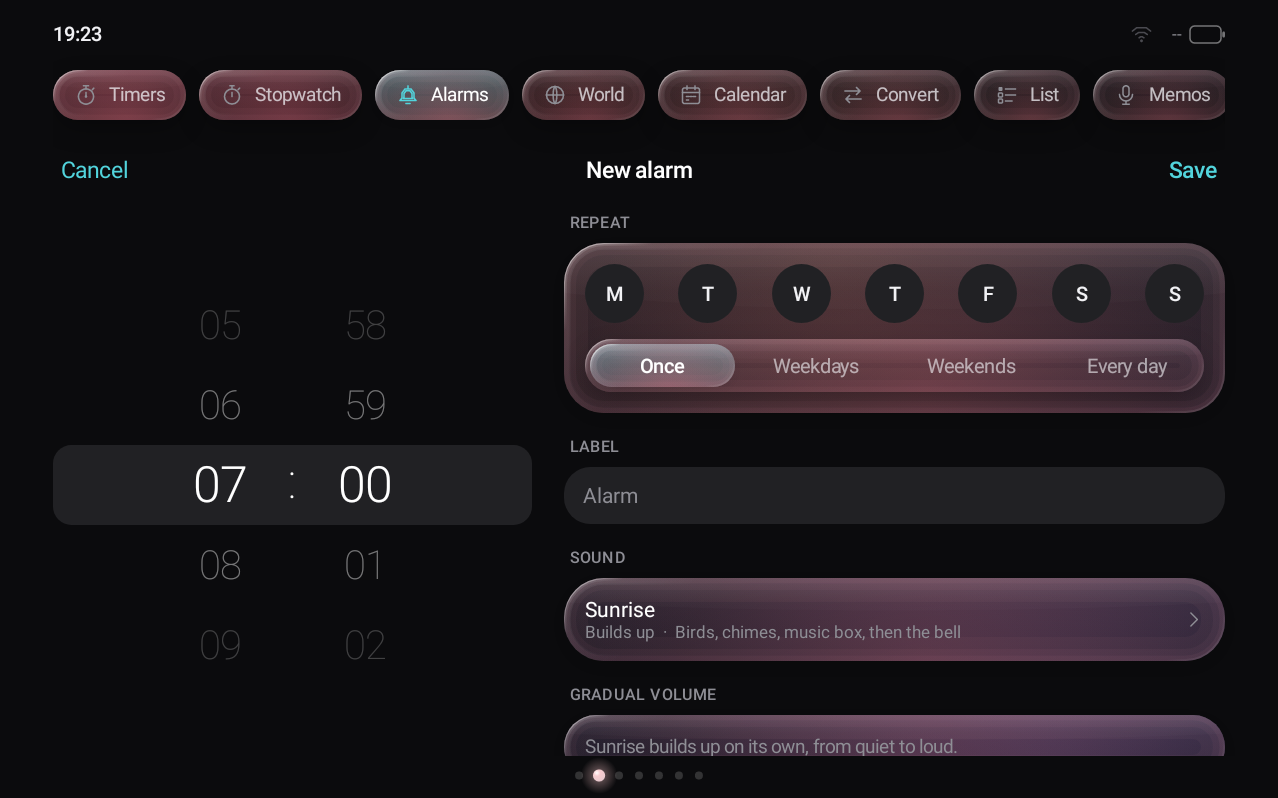 19:23
--
Timers Stopwatch Alarms World Calendar Convert List Memos
Cancel New alarm Save
REPEAT
M T W T F S S
Once Weekdays Weekends Every day
05 58
06 59
07 : 00
08 01
09 02
LABEL
Alarm
SOUND
Sunrise
Builds up · Birds, chimes, music box, then the bell
GRADUAL VOLUME
Sunrise builds up on its own, from quiet to loud.